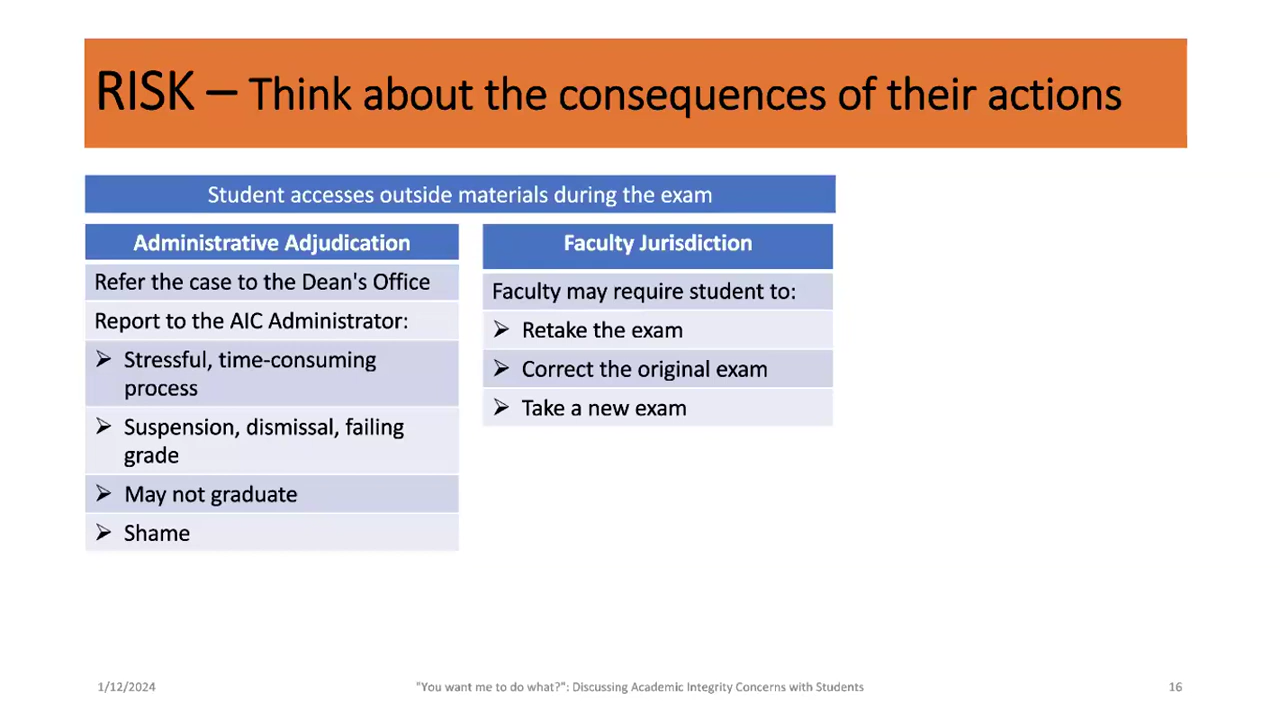 RISK – Think about the consequences of their actions
Student accesses outside materials during the exam
Administrative Adjudication
Refer the case to the Dean's Office
Report to the AIC Administrator:
➢ Stressful, time-consuming
process
➢ Suspension, dismissal, failing
grade
➢ May not graduate
➢ Shame
Faculty Jurisdiction
Faculty may require student to:
➢ Retake the exam
➢ Correct the original exam
➢ Take a new exam
1/12/2024
"You want me to do what?": Discussing Academic Integrity Concerns with Students
16